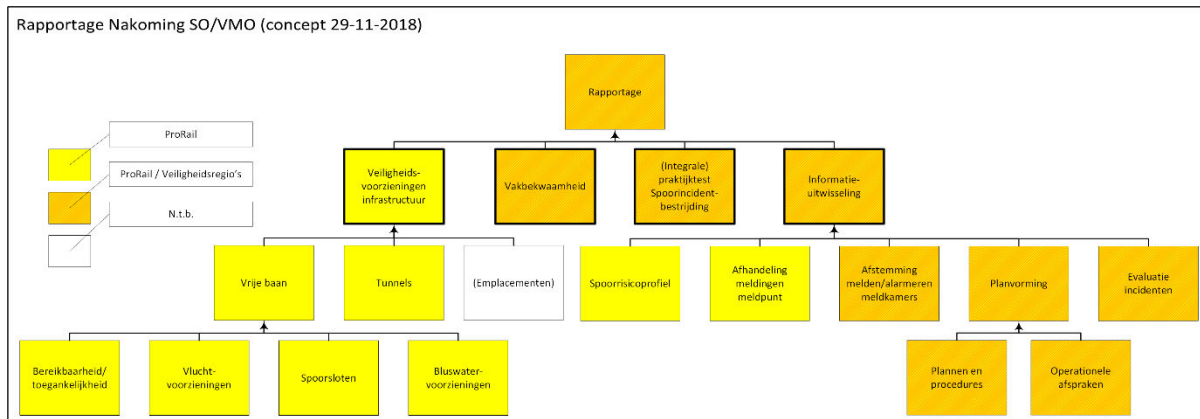 Rapportage Nakoming SO/VMO (concept 29-11-2018)
Rapportage
ProRail
ProRail / Veiligheidsregio's
N.t.b.
Veiligheids-
voorzieningen
infrastructuur
Vakbekwaamheid
(Integrale)
praktijktest
Spoorincident-
bestrijding
Informatie-
uitwisseling
Vrije baan
Tunnels
(Emplacementen)
Spoorrisicoprofiel
Afhandeling
meldingen
meldpunt
Afstemming
melden/alarmeren
meldkamers
Planvorming
Evaluatie
incidenten
Bereikbaarheid/
toegankelijkheid
Vlucht-
voorzieningen
Spoorsloten
Bluswater-
voorzieningen
Plannen en
procedures
Operationele
afspraken